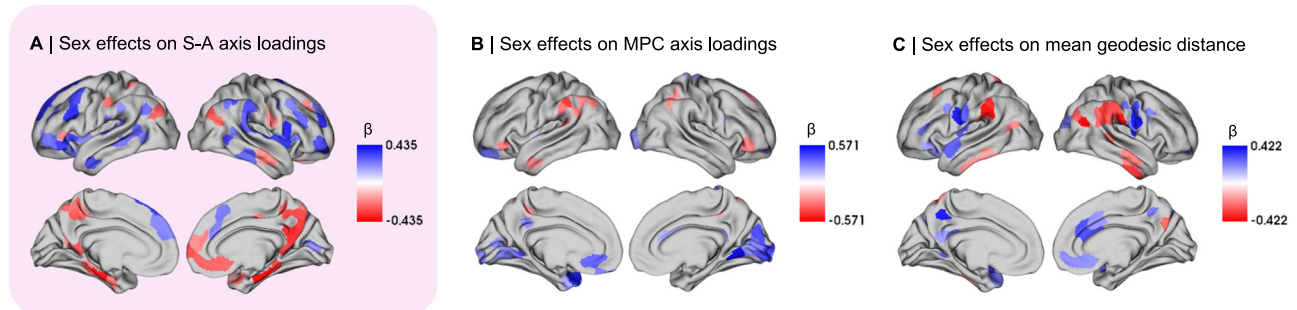 A | Sex effects on S-A axis loadings
β
0.435
-0.435
B | Sex effects on MPC axis loadings
β
0.571
-0.571
C | Sex effects on mean geodesic distance
β
0.422
-0.422